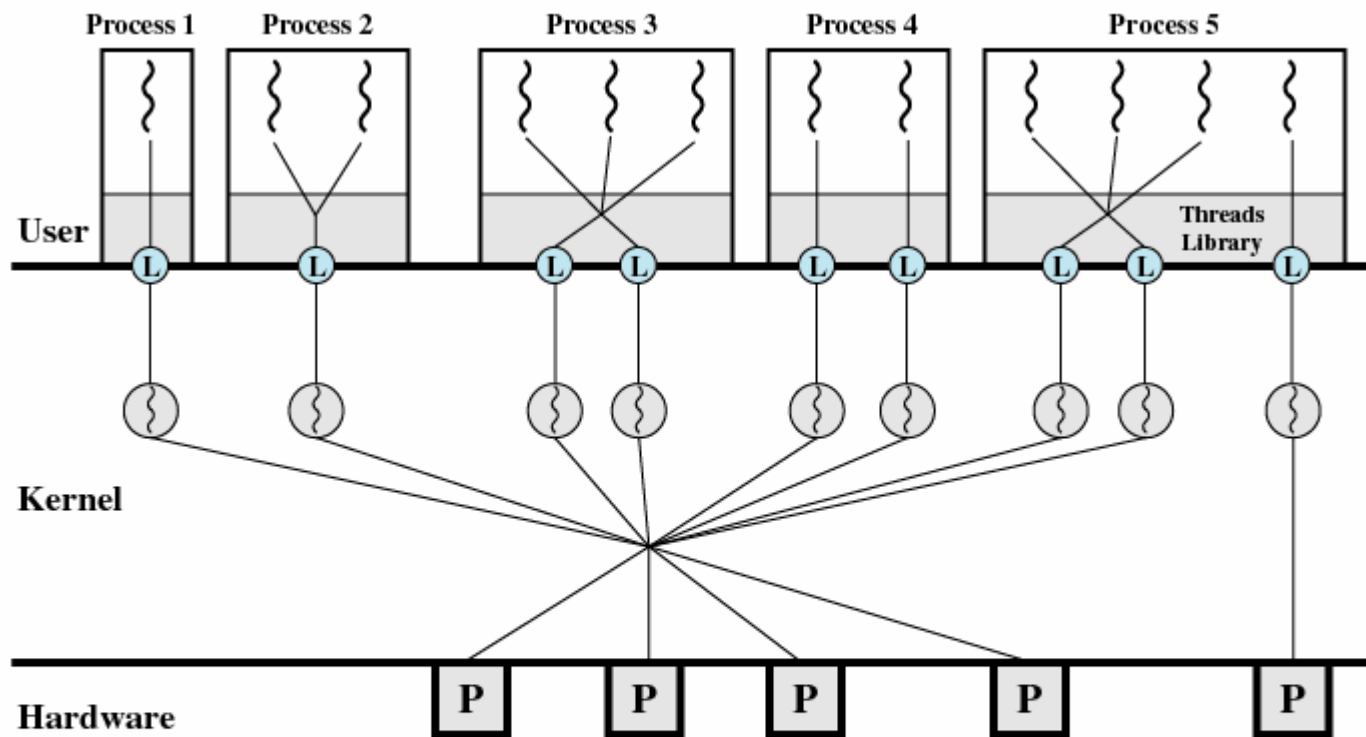 Process 1 Process 2 Process 3 Process 4 Process 5
Threads
Library
User
L L L L L L L L L
Kernel
P P P P P
Hardware